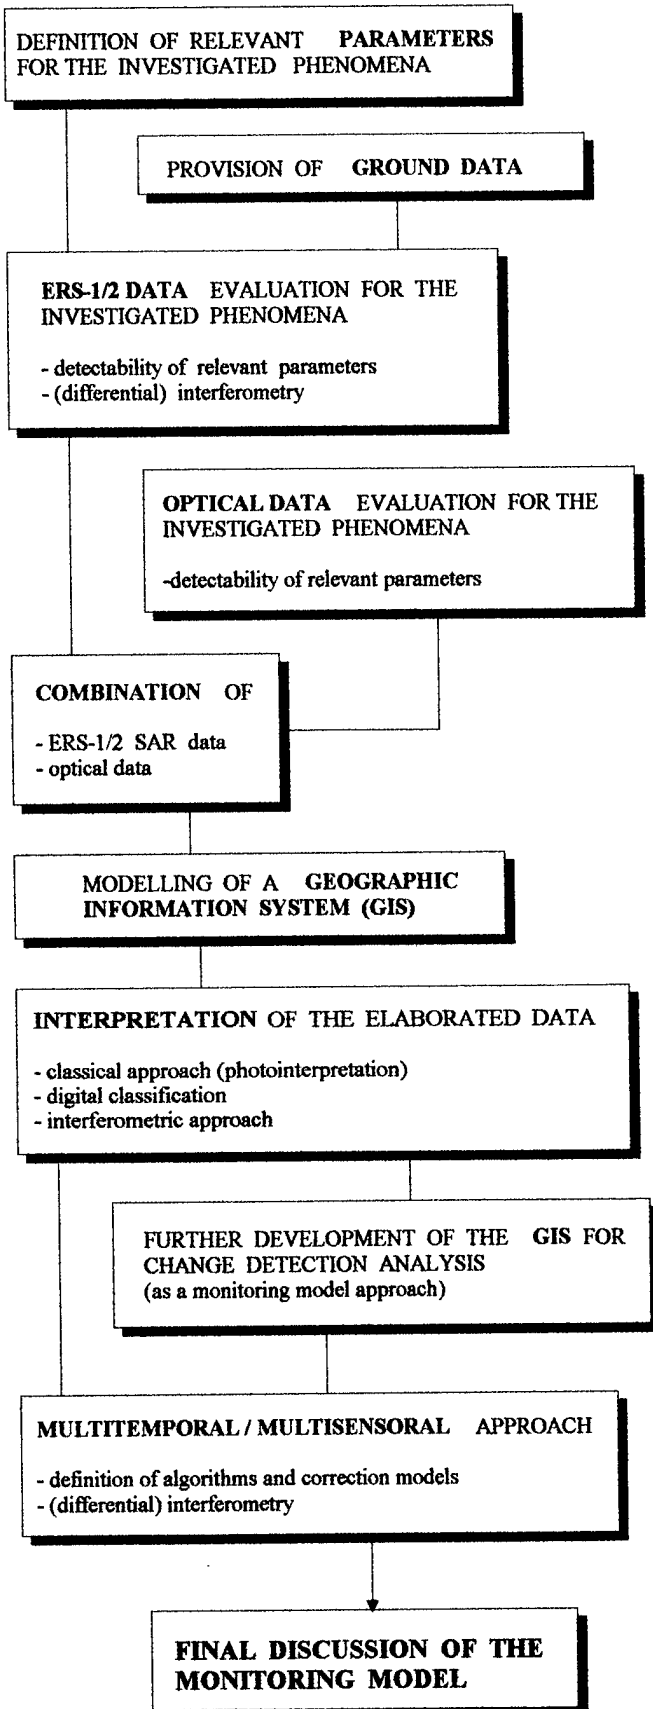 DEFINITION OF RELEVANT PARAMETERS
FOR THE INVESTIGATED PHENOMENA
PROVISION OF GROUND DATA
ERS-1/2 DATA EVALUATION FOR THE
INVESTIGATED PHENOMENA
- detectability of relevant parameters
- (differential) interferometry
OPTICAL DATA EVALUATION FOR THE
INVESTIGATED PHENOMENA
-detectability of relevant parameters
COMBINATION OF
- ERS-1/2 SAR data
- optical data
MODELLING OF A GEOGRAPHIC
INFORMATION SYSTEM (GIS)
INTERPRETATION OF THE ELABORATED DATA
- classical approach (photointerpretation)
- digital classification
- interferometric approach
FURTHER DEVELOPMENT OF THE GIS FOR
CHANGE DETECTION ANALYSIS
(as a monitoring model approach)
MULTITEMPORAL / MULTISENSORAL APPROACH
- definition of algorithms and correction models
- (differential) interferometry
FINAL DISCUSSION OF THE
MONITORING MODEL